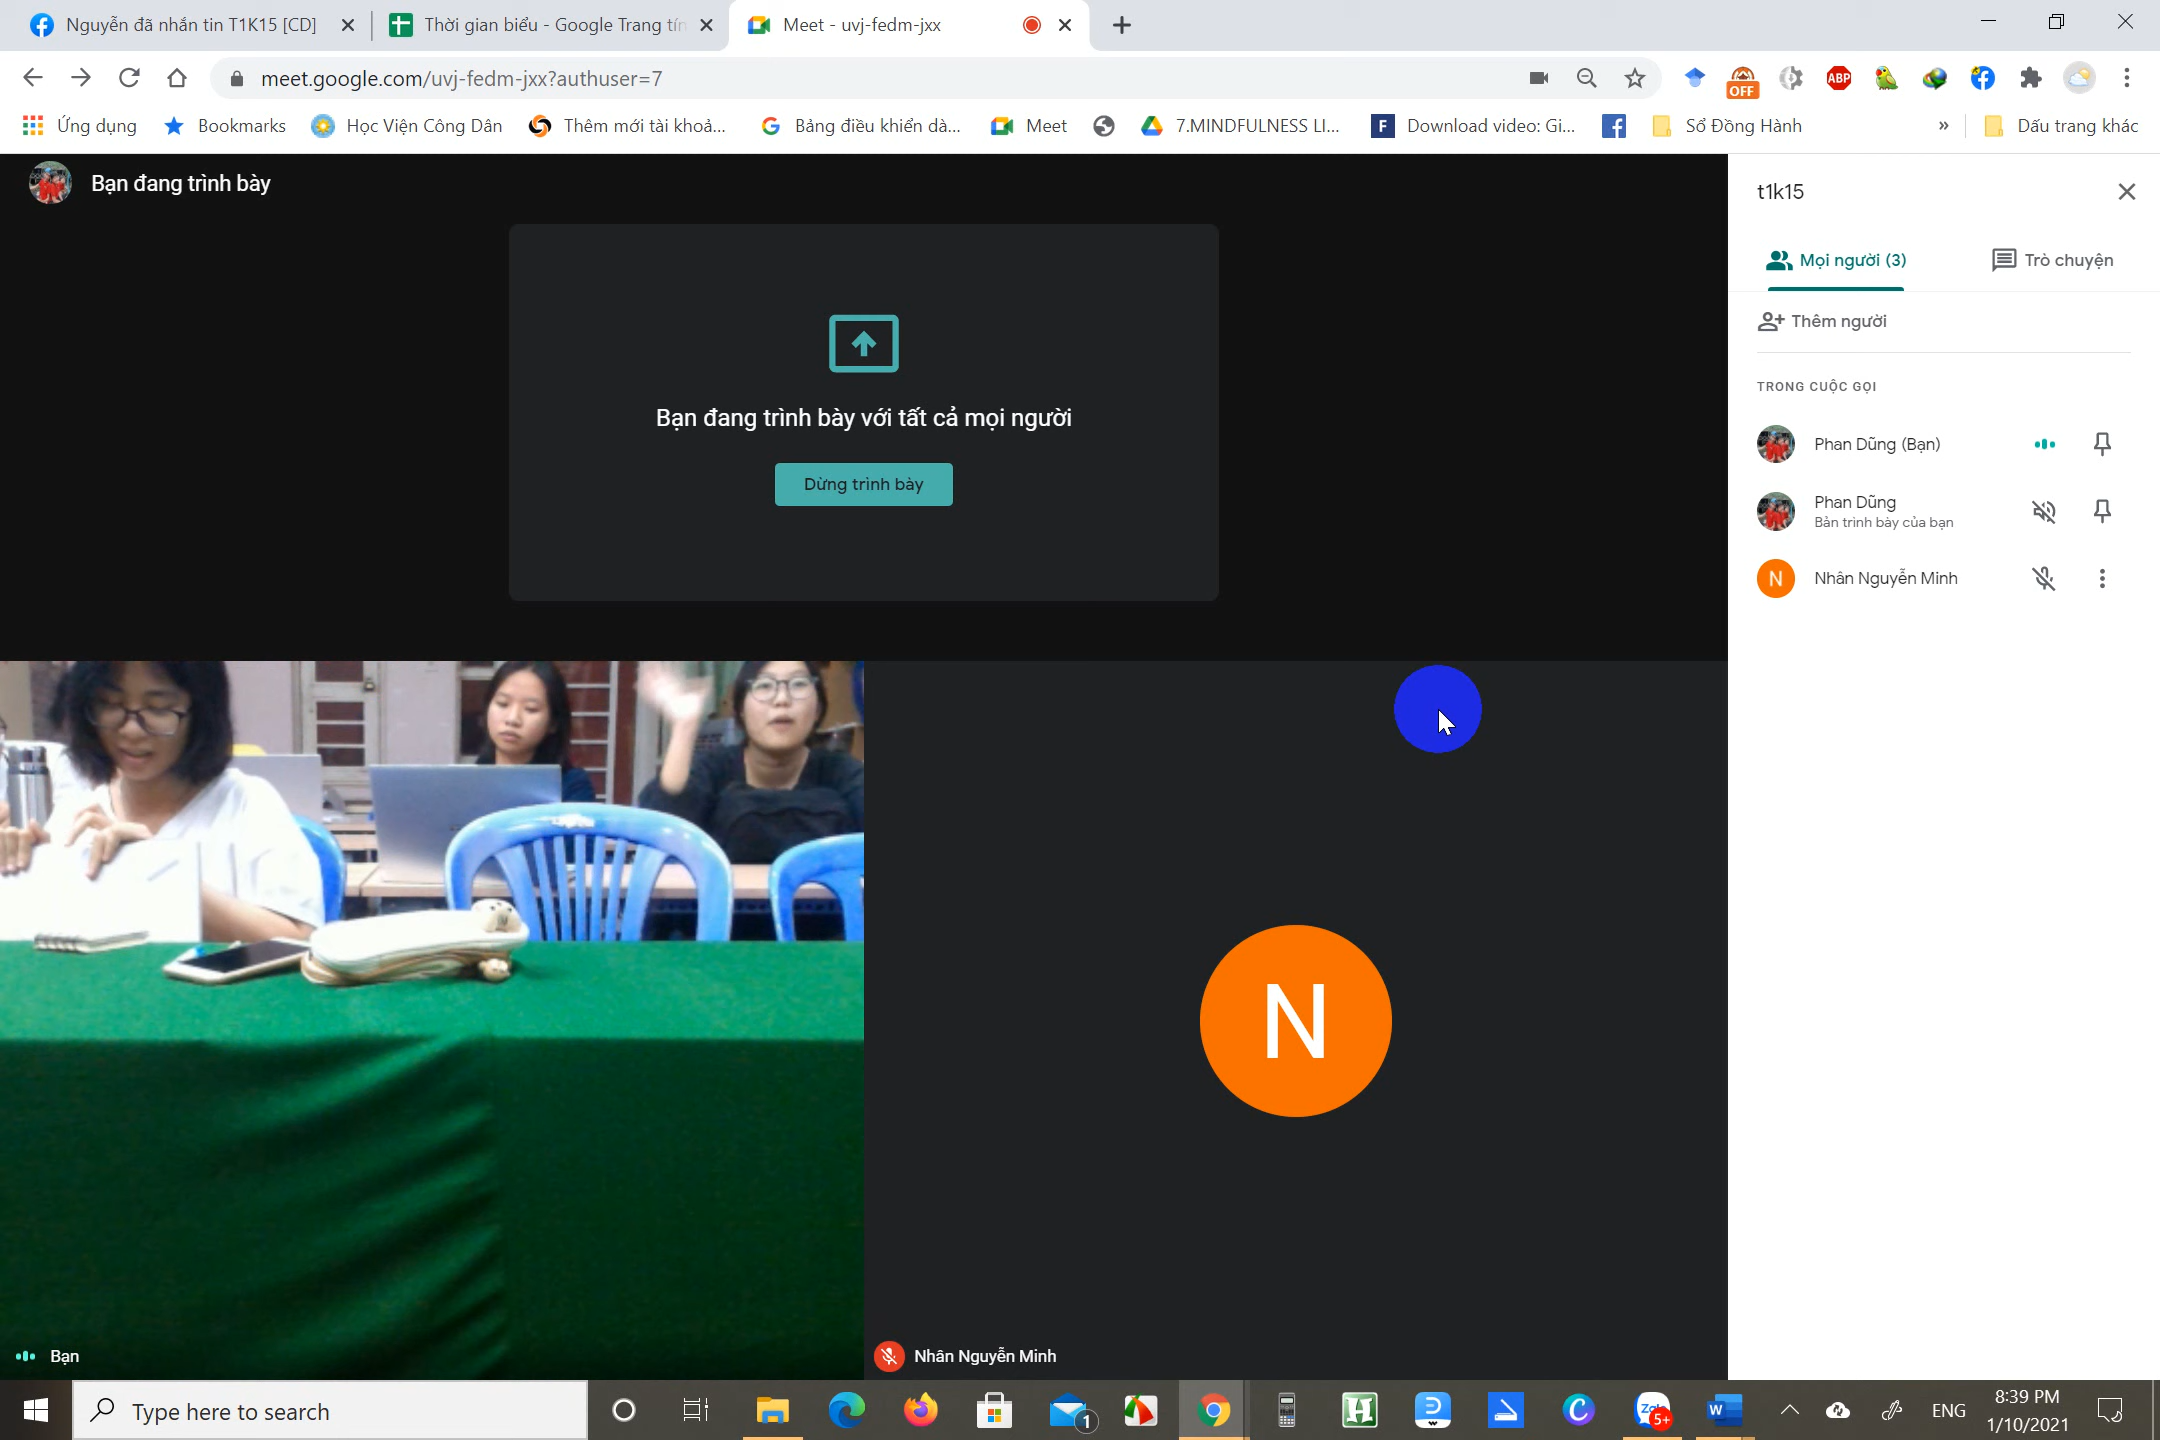 Nguyễn đã nhắn tin T1K15 [CD]
Thời gian biểu - Google Trang tín
Meet - uvj-fedm-jxx
meet.google.com/uvj-fedm-jxx?authuser=7
OFF
ABP
Ứng dụng
Bookmarks
Học Viện Công Dân
Thêm mới tài khoả...
Bảng điều khiển dà...
Meet
7.MINDFULNESS LI...
F
Download video: Gi...
Sổ Đồng Hành
»
Dấu trang khác
Bạn đang trình bày
Bạn đang trình bày với tất cả mọi người
Dừng trình bày
t1k15
Mọi người (3)
Trò chuyện
Thêm người
TRONG CUỘC GỌI
Phan Dũng (Bạn)
Phan Dũng
Bản trình bày của bạn
N
Nhân Nguyễn Minh
N
Bạn
Nhân Nguyễn Minh
Type here to search
1
Zalo
5+
W
ENG
8:39 PM
1/10/2021